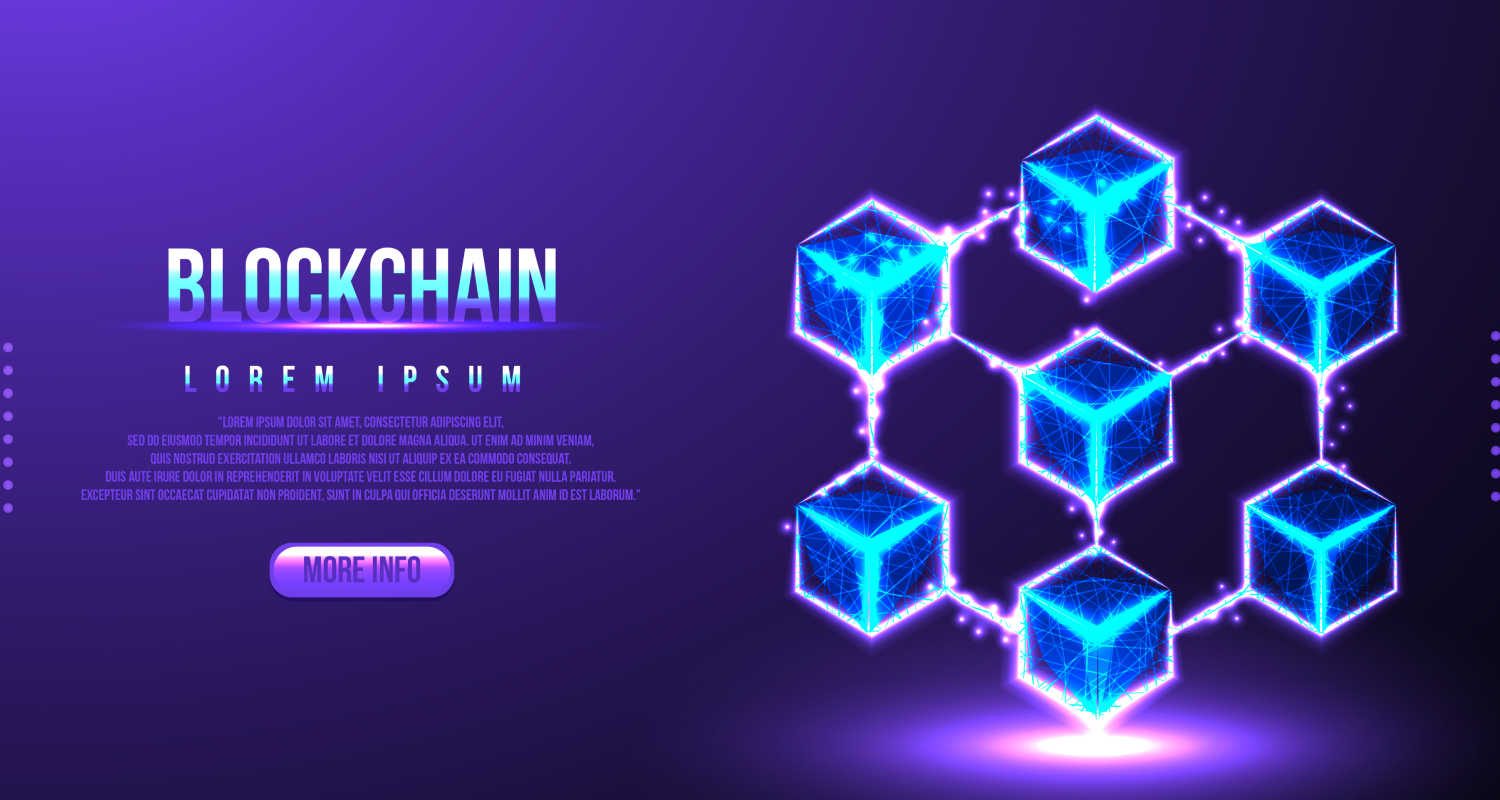 BLOCKCHAIN
LOREM IPSUM
"LOREM IPSUM DOLOR SIT AMET, CONSECTETUR ADIPISCING ELIT,
SED DO EIUSMOD TEMPOR INCIDIDUNT UT LABORE ET DOLORE MAGNA ALIQUA. UT ENIM AD MINIM VENIAM,
QUIS NOSTRUD EXERCITATION ULLAMCO LABORIS NISI UT ALIQUIP EX EA COMMODO CONSEQUAT.
DUIS AUTE IRURE DOLOR IN REPREHENDERIT IN VOLUPTATE VELIT ESSE CILLUM DOLORE EU FUGIAT NULLA PARIATUR.
EXCEPTEUR SINT OCCAECAT CUPIDATAT NON PROIDENT, SUNT IN CULPA QUI OFFICIA DESERUNT MOLLIT ANIM ID EST LABORUM."
MORE INFO